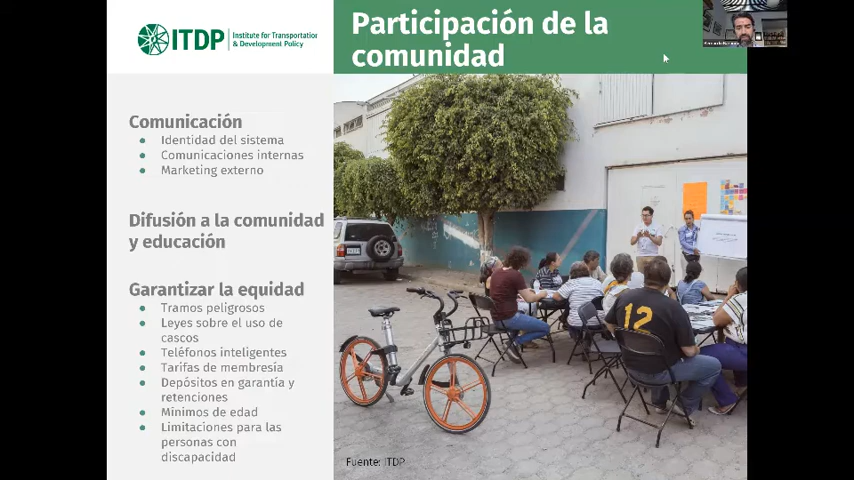 ITDP
Institute for Transportation
& Development Policy
Participación de la
comunidad
Comunicación
Identidad del sistema
Comunicaciones internas
Marketing externo
Difusión a la comunidad
y educación
Garantizar la equidad
Tramos peligrosos
Leyes sobre el uso de
cascos
Teléfonos inteligentes
Tarifas de membresía
Depósitos en garantía y
retenciones
Mínimos de edad
Limitaciones para las
personas con
discapacidad
12
Fuente: ITDP